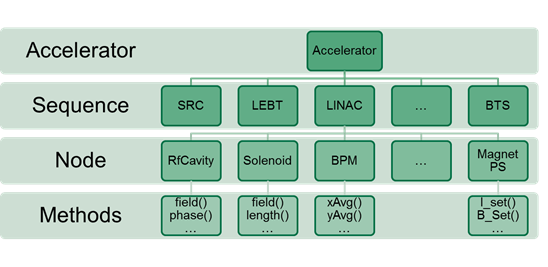 Accelerator
Accelerator
Sequence
SRC
LEBT
LINAC
...
BTS
Node
RfCavity
Solenoid
BPM
...
Magnet
PS
Methods
field()
phase()
...
field()
length()
...
xAvg()
yAvg()
...
I_set()
B_Set()
...